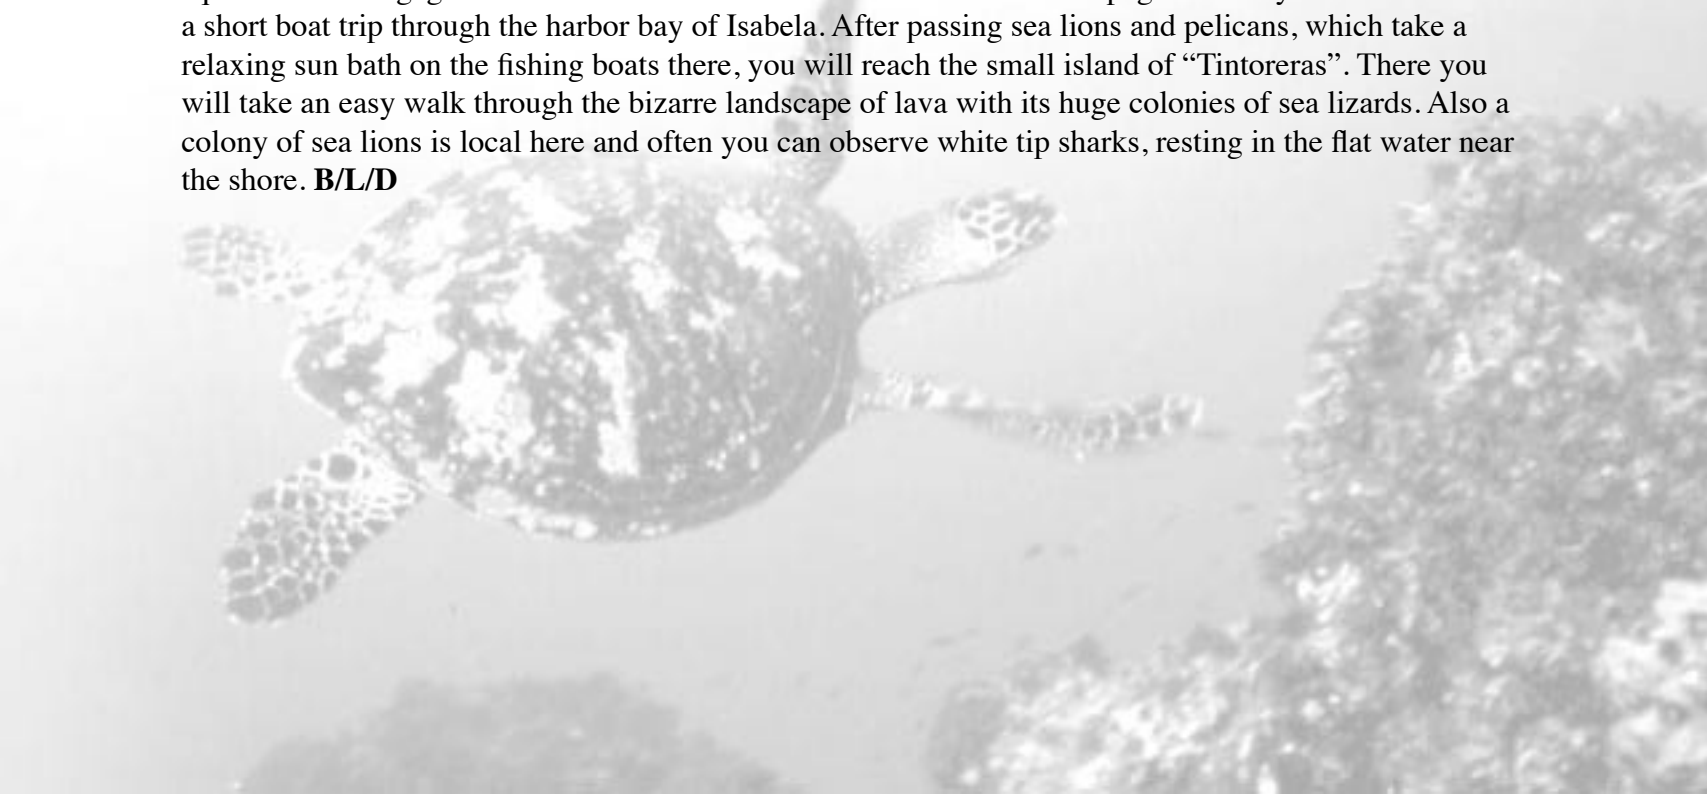 a short boat trip through the harbor bay of Isabela. After passing sea lions and pelicans, which take a
relaxing sun bath on the fishing boats there, you will reach the small island of “Tintoreras”. There you
will take an easy walk through the bizarre landscape of lava with its huge colonies of sea lizards. Also a
colony of sea lions is local here and often you can observe white tip sharks, resting in the flat water near
the shore. B/L/D